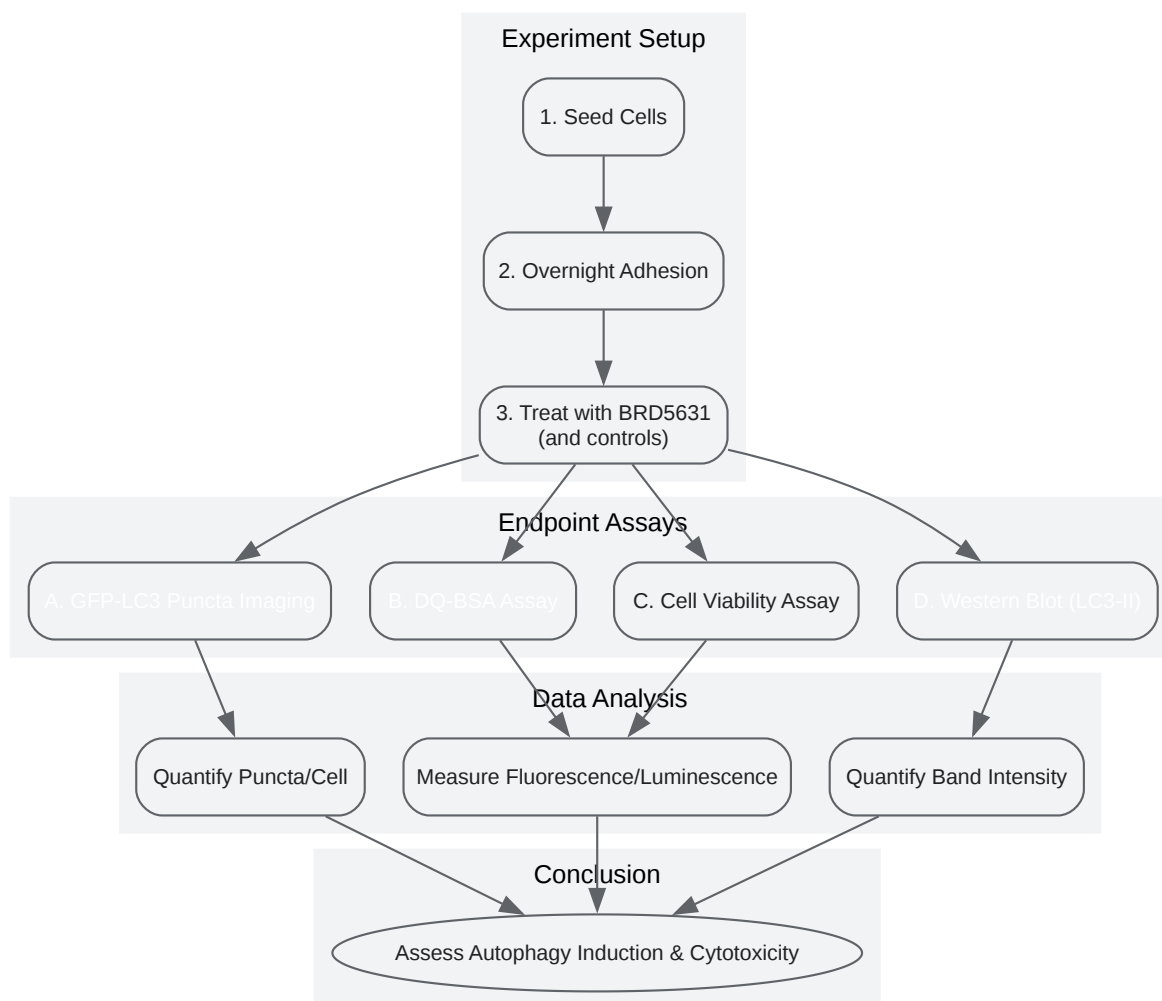 Experiment Setup
1. Seed Cells
2. Overnight Adhesion
3. Treat with BRD5631
(and controls)
Endpoint Assays
A. GFP-LC3 Puncta Imaging
B. DQ-BSA Assay
C. Cell Viability Assay
D. Western Blot (LC3-II)
Data Analysis
Quantify Puncta/Cell
Measure Fluorescence/Luminescence
Quantify Band Intensity
Conclusion
Assess Autophagy Induction & Cytotoxicity